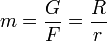 m = G/F = R/r